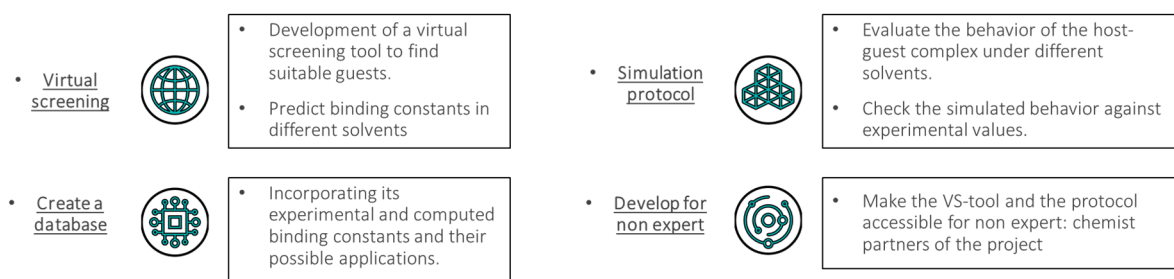 • Virtual
screening
• Development of a virtual
screening tool to find
suitable guests.
• Predict binding constants in
different solvents
• Simulation
protocol
• Evaluate the behavior of the host-
guest complex under different
solvents.
• Check the simulated behavior against
experimental values.
• Create a
database
• Incorporating its
experimental and computed
binding constants and their
possible applications.
• Develop for
non expert
• Make the VS-tool and the protocol
accessible for non expert: chemist
partners of the project